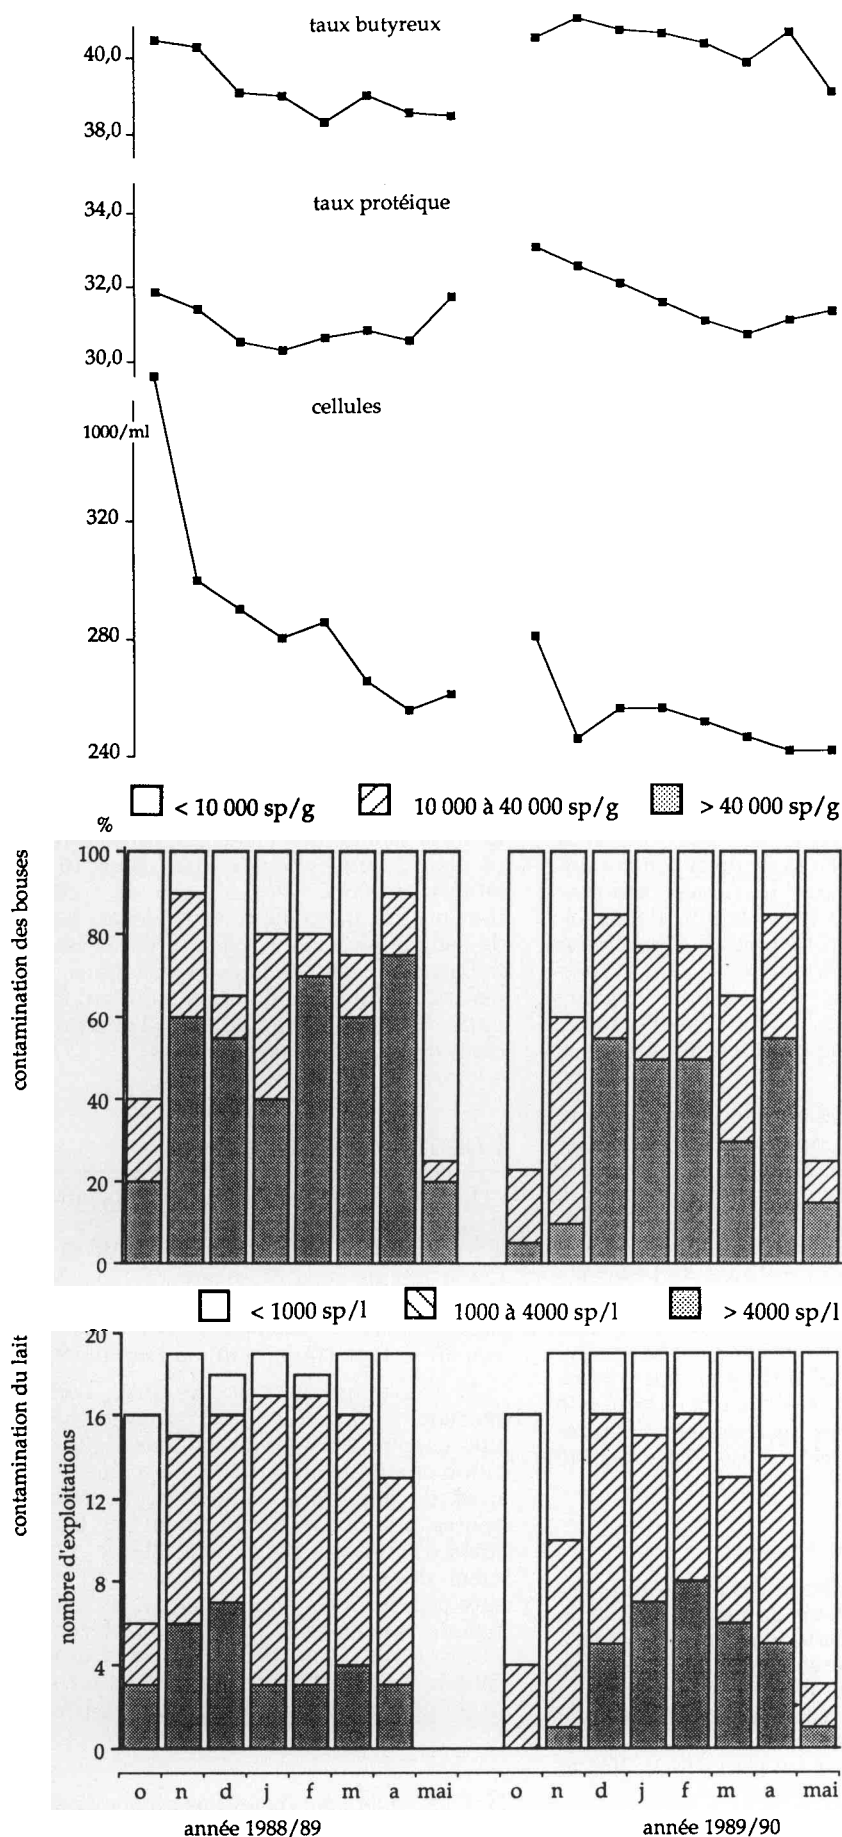 taux butyreux
40,0
38,0
34,0
taux protéique
32,0
30,0
cellules
1000/ml
320
280
240
< 10 000 sp/g 10 000 à 40 000 sp/g > 40 000 sp/g
%
contamination des bouses
100
80
60
40
20
0
< 1000 sp/l 1000 à 4000 sp/l > 4000 sp/l
contamination du lait
nombre d'exploitations
20
16
12
8
4
0
o n d j f m a mai o n d j f m a mai
année 1988/89 année 1989/90